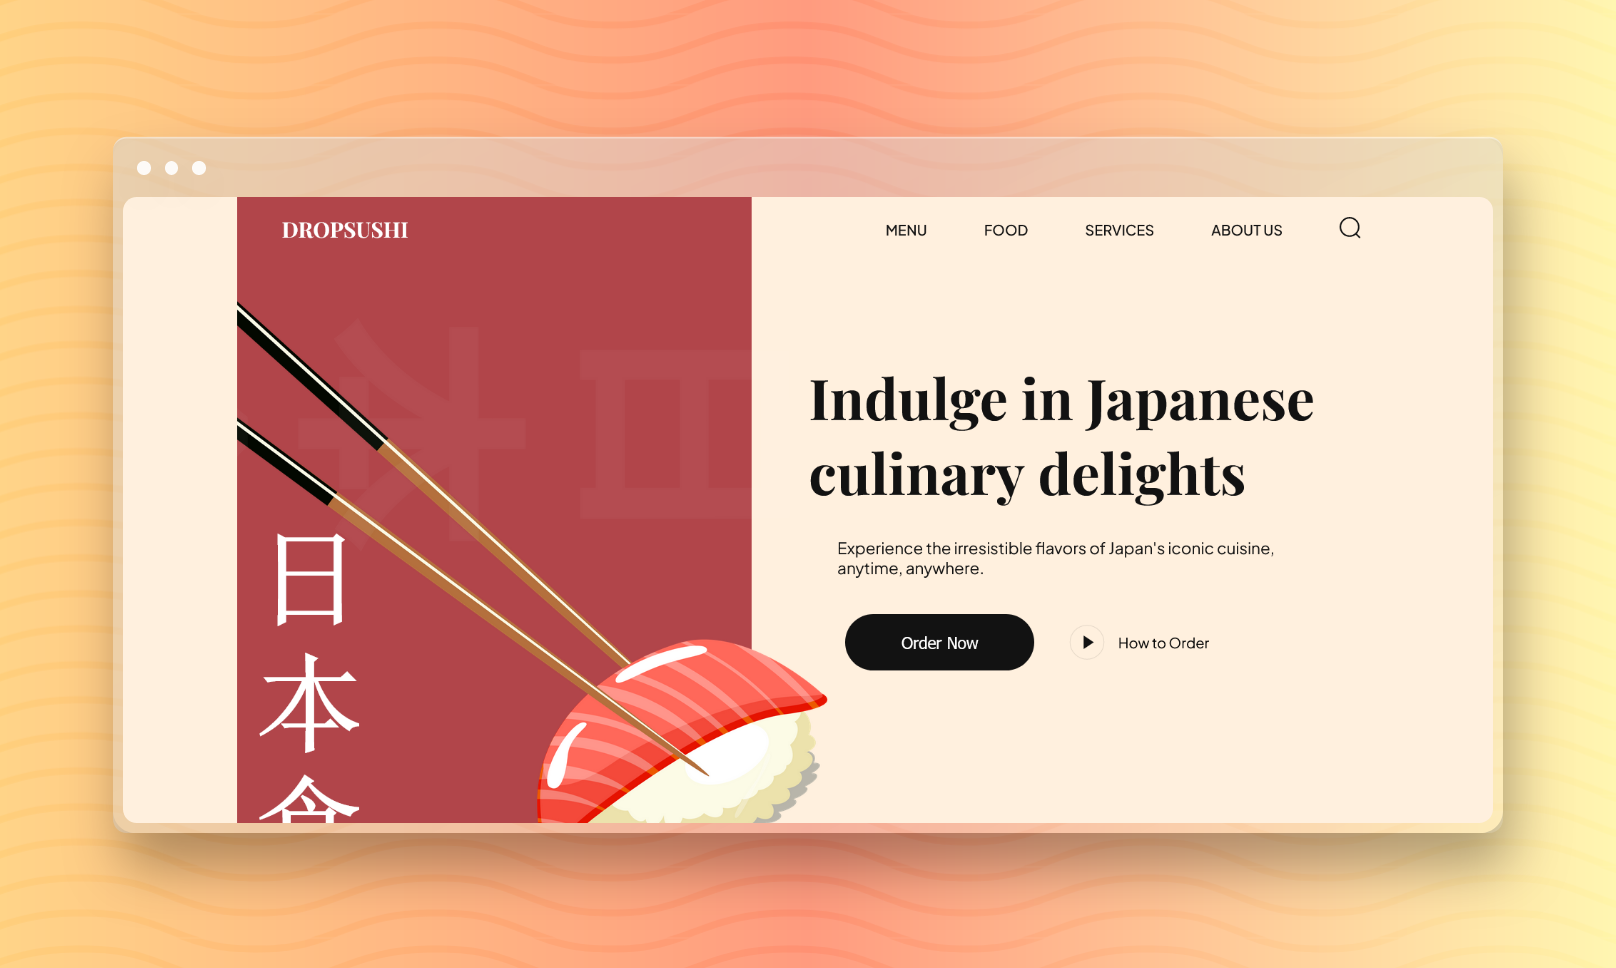 DROPSUSHI
MENU
FOOD
SERVICES
ABOUT US
日
本
食
Indulge in Japanese
culinary delights
Experience the irresistible flavors of Japan's iconic cuisine,
anytime, anywhere.
Order Now
How to Order